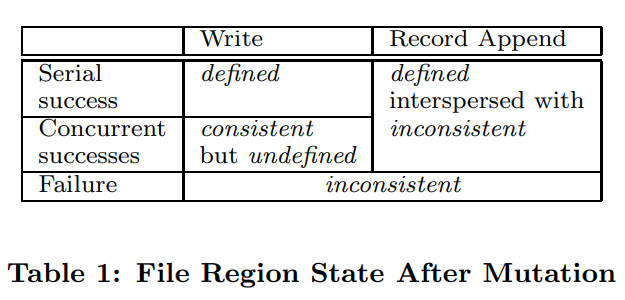 Write Record Append
Serial defined defined
success interspersed with
Concurrent consistent inconsistent
successes but undefined
Failure inconsistent
Table 1: File Region State After Mutation